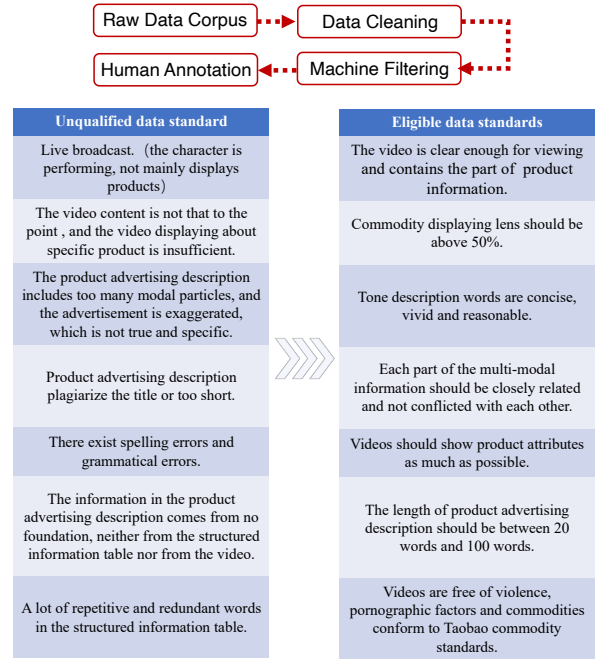 Raw Data Corpus
Data Cleaning
Human Annotation
Machine Filtering
Unqualified data standard
Live broadcast.（the character is
performing, not mainly displays
products）
The video content is not that to the
point , and the video displaying about
specific product is insufficient.
The product advertising description
includes too many modal particles, and
the advertisement is exaggerated,
which is not true and specific.
Product advertising description
plagiarize the title or too short.
There exist spelling errors and
grammatical errors.
The information in the product
advertising description comes from no
foundation, neither from the structured
information table nor from the video.
A lot of repetitive and redundant words
in the structured information table.
Eligible data standards
The video is clear enough for viewing
and contains the part of product
information.
Commodity displaying lens should be
above 50%.
Tone description words are concise,
vivid and reasonable.
Each part of the multi-modal
information should be closely related
and not conflicted with each other.
Videos should show product attributes
as much as possible.
The length of product advertising
description should be between 20
words and 100 words.
Videos are free of violence,
pornographic factors and commodities
conform to Taobao commodity
standards.